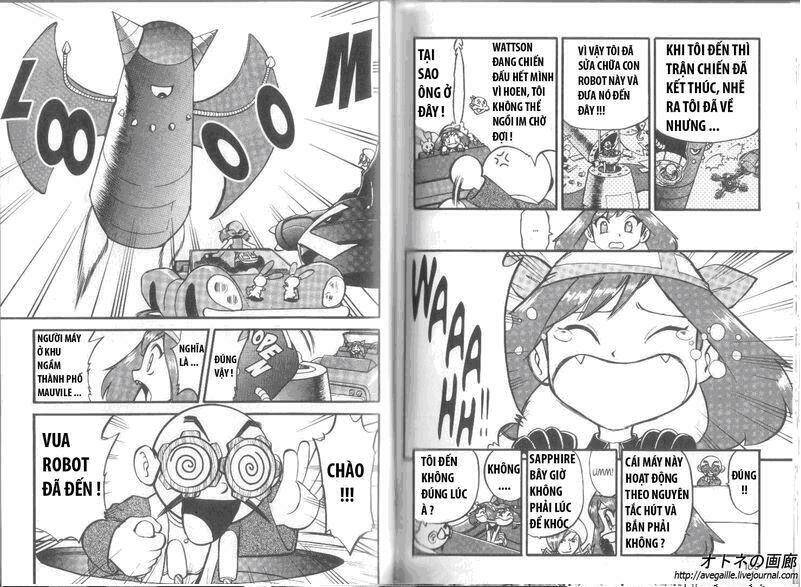 LOOOM
NGƯỜI MÁY
Ở KHU
NGẦM
THÀNH PHỐ
MAUVILE ...
NGHĨA
LÀ ...
ĐÚNG
VẬY !
OPEN
VUA
ROBOT
ĐÃ ĐẾN !
CHÀO
!!!
TẠI
SAO
ÔNG Ở
ĐÂY !
WATTSON
ĐANG CHIẾN
ĐẤU HẾT MÌNH
VÌ HOEN, TÔI
KHÔNG THỂ
NGỒI IM CHỜ
ĐỢI !
VÌ VẬY TÔI ĐÃ
SỬA CHỮA CON
ROBOT NÀY VÀ
ĐƯA NÓ ĐẾN
ĐÂY !!!
KHI TÔI ĐẾN THÌ
TRẬN CHIẾN ĐÃ
KẾT THÚC, NHẼ
RA TÔI ĐÃ VỀ
NHƯNG ...
...
WAAAHH!!
TÔI ĐẾN
KHÔNG
ĐÚNG LÚC
À ?
KHÔNG
....
SAPPHIRE
BÂY GIỜ
KHÔNG
PHẢI LÚC
ĐỂ KHÓC
UMM!
CÁI MÁY NÀY
HOẠT ĐỘNG
THEO NGUYÊN
TẮC HÚT VÀ
BẮN PHẢI
KHÔNG ?
ĐÚNG
!!
オトネの画廊
http://avegaille.livejournal.com/